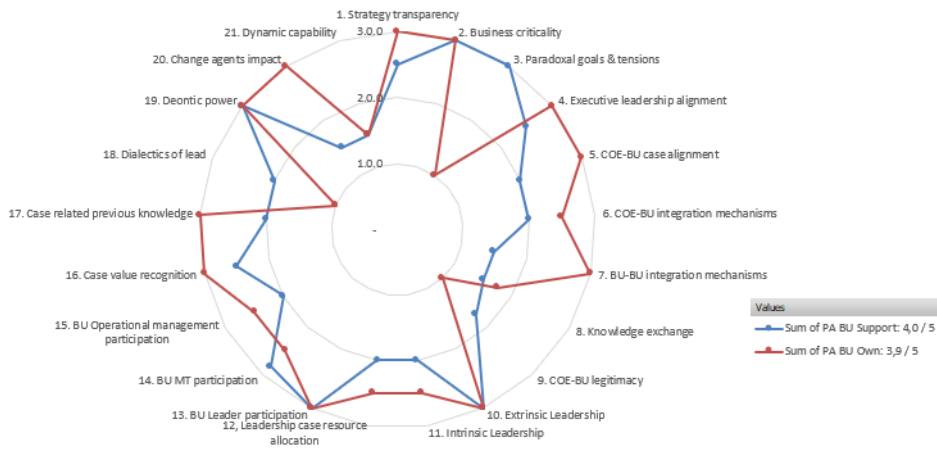 1. Strategy transparency
21. Dynamic capability
3.0.0
2. Business criticality
20. Change agents impact
3. Paradoxal goals & tensions
19. Deontic power
2.0.0
4. Executive leadership alignment
18. Dialectics of lead
1.0.0
5. COE-BU case alignment
17. Case related previous knowledge
-
6. COE-BU integration mechanisms
16. Case value recognition
7. BU-BU integration mechanisms
15. BU Operational management
participation
8. Knowledge exchange
14. BU MT participation
9. COE-BU legitimacy
13. BU Leader participation
10. Extrinsic Leadership
12, Leadership case resource
allocation
11. Intrinsic Leadership
Values
Sum of PA BU Support: 4,0 / 5
Sum of PA BU Own: 3,9 / 5